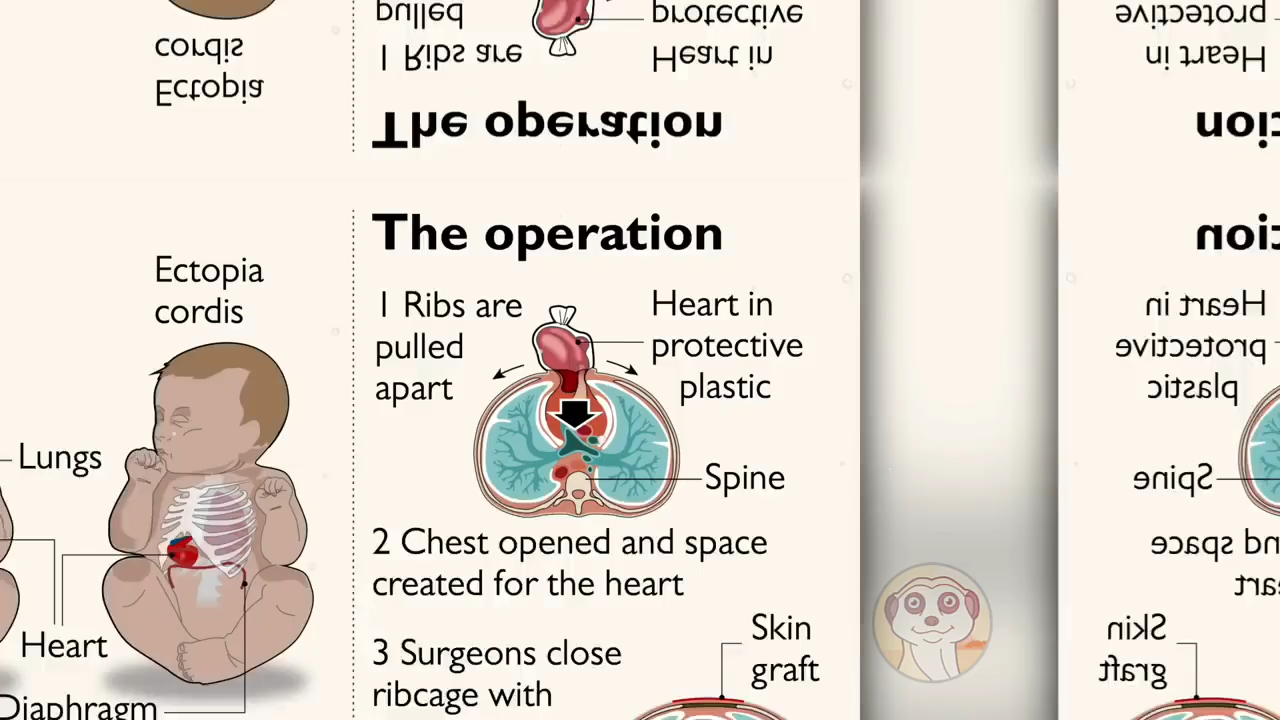 The operation
Ectopia
cordis
1 Ribs are
pulled
apart
Heart in
protective
plastic
Lungs
Spine
2 Chest opened and space
created for the heart
Heart
Skin
graft
3 Surgeons close
ribcage with
Diaphragm